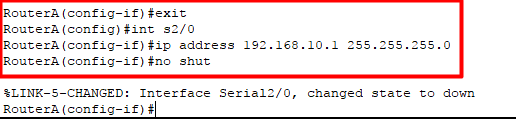 RouterA(config-if)#exit
RouterA(config)#int s2/0
RouterA(config-if)#ip address 192.168.10.1 255.255.255.0
RouterA(config-if)#no shut
%LINK-5-CHANGED: Interface Serial2/0, changed state to down
RouterA(config-if)#